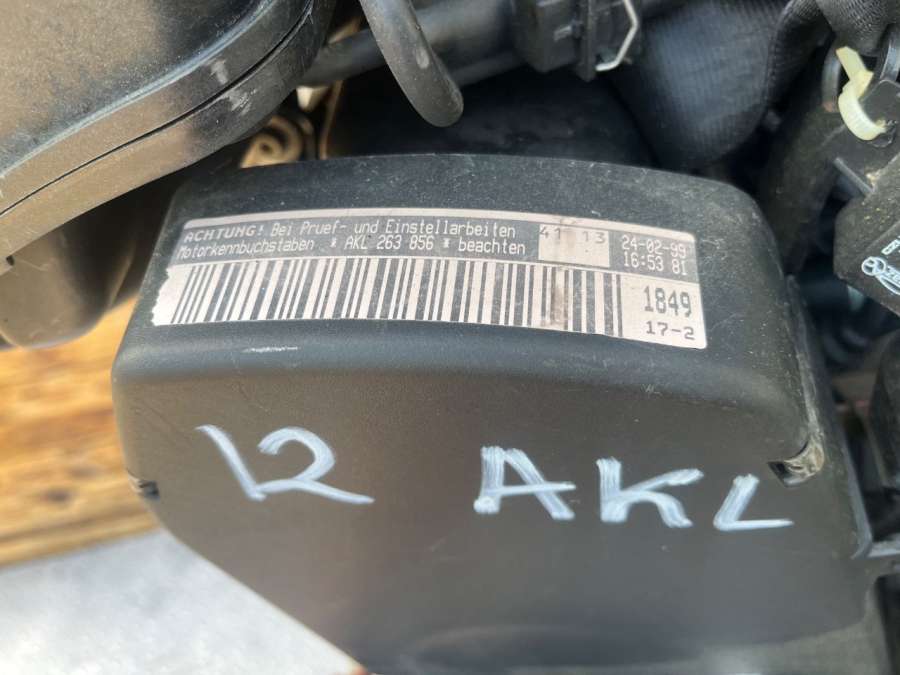 ACHTUNG! Bei Pruef- und Einstellarbeiten
Motorkennbuchstaben * AKL 263 856 * beachten
41 13
24-02-99
16:53 81
1849
17-2
12 AKL